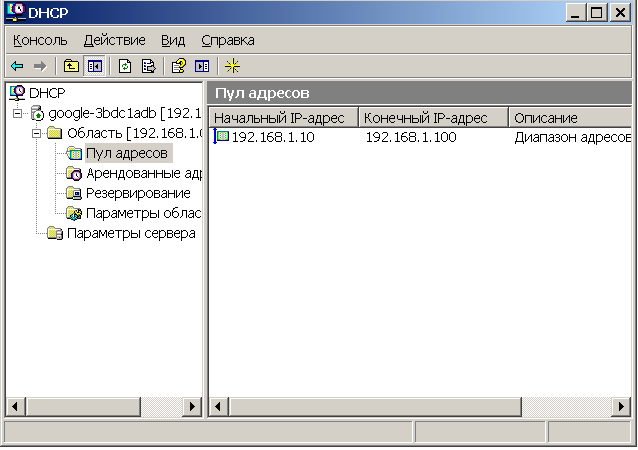 DHCP
Консоль Действие Вид Справка
DHCP
google-3bdc1adb [192.1
Область [192.168.1.0
Пул адресов
Арендованные адр
Резервирование
Параметры облас
Параметры сервера
Пул адресов
Начальный IP-адрес Конечный IP-адрес Описание
192.168.1.10 192.168.1.100 Диапазон адресов